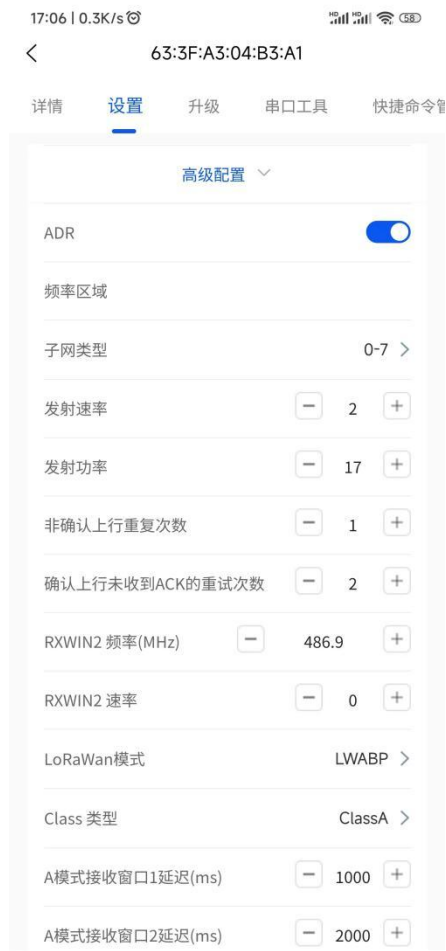 17:06 | 0.3K/s
HD HD 58
63:3F:A3:04:B3:A1
详情 设置 升级 串口工具 快捷命令管
高级配置
ADR
频率区域
子网类型 0-7
发射速率 2
发射功率 17
非确认上行重复次数 1
确认上行未收到ACK的重试次数 2
RXWIN2 频率(MHz) 486.9
RXWIN2 速率 0
LoRaWan模式 LWABP
Class 类型 ClassA
A模式接收窗口1延迟(ms) 1000
A模式接收窗口2延迟(ms) 2000